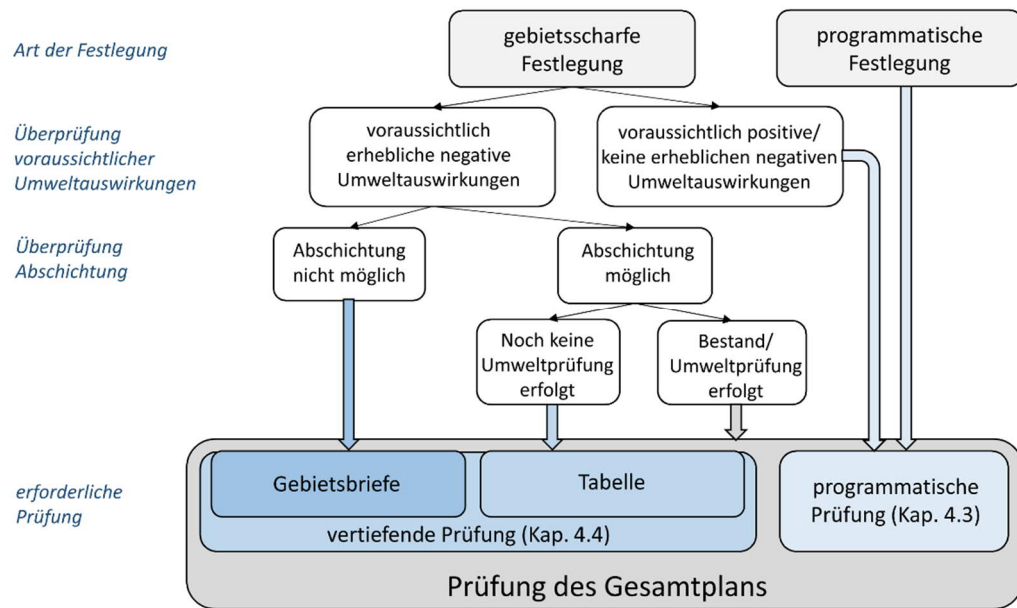 Art der Festlegung
gebietsscharfe
Festlegung
programmatische
Festlegung
Überprüfung
voraussichtlicher
Umweltauswirkungen
voraussichtlich
erhebliche negative
Umweltauswirkungen
voraussichtlich positive/
keine erheblichen negativen
Umweltauswirkungen
Überprüfung
Abschichtung
Abschichtung
nicht möglich
Abschichtung
möglich
Noch keine
Umweltprüfung
erfolgt
Bestand/
Umweltprüfung
erfolgt
erforderliche
Prüfung
Gebietsbriefe
Tabelle
vertiefende Prüfung (Kap. 4.4)
programmatische
Prüfung (Kap. 4.3)
Prüfung des Gesamtplans